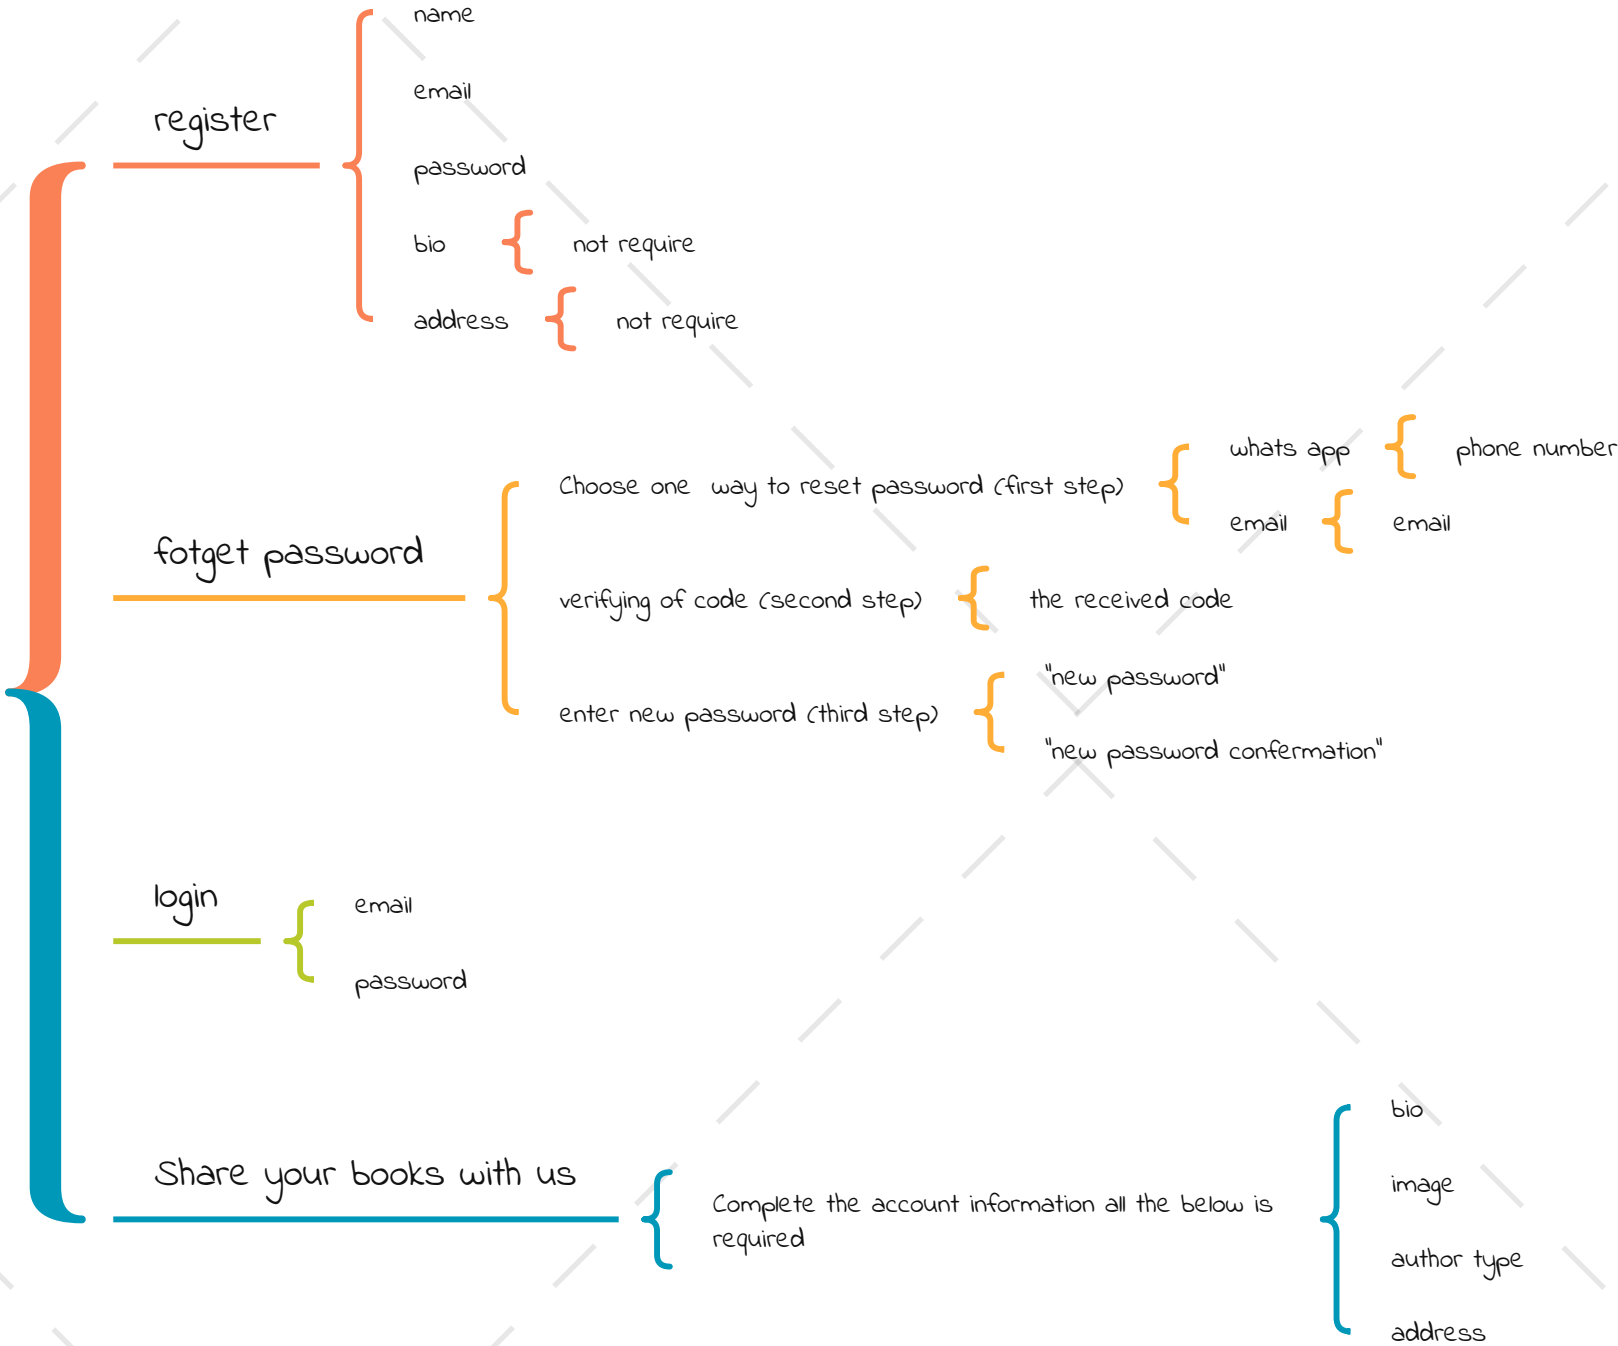 register
name
email
password
bio
not require
address
not require
fotget password
Choose one way to reset password (first step)
whats app
phone number
email
email
verifying of code (second step)
the received code
enter new password (third step)
"new password"
"new password confermation"
login
email
password
Share your books with us
Complete the account information all the below is
required
bio
image
author type
address